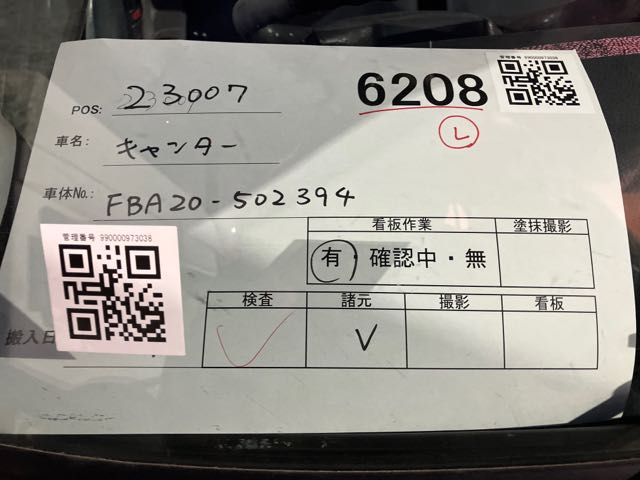 管理番号 990000973038
6208
L
POS: 23007
車名: キャンター
車体No.: FBA20-502394
看板作業 塗抹撮影
有・確認中・無
管理番号 990000973038
検査 諸元 撮影 看板
搬入日
✓ V